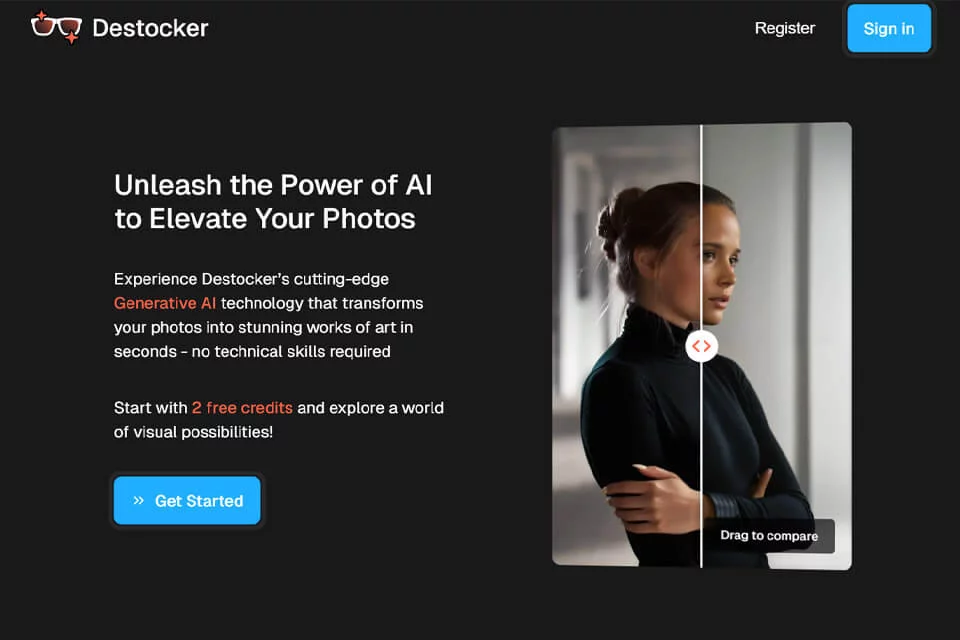 Destocker
Register
Sign in
Unleash the Power of AI
to Elevate Your Photos
Experience Destocker's cutting-edge
Generative AI technology that transforms
your photos into stunning works of art in
seconds - no technical skills required
Start with 2 free credits and explore a world
of visual possibilities!
» Get Started
Drag to compare